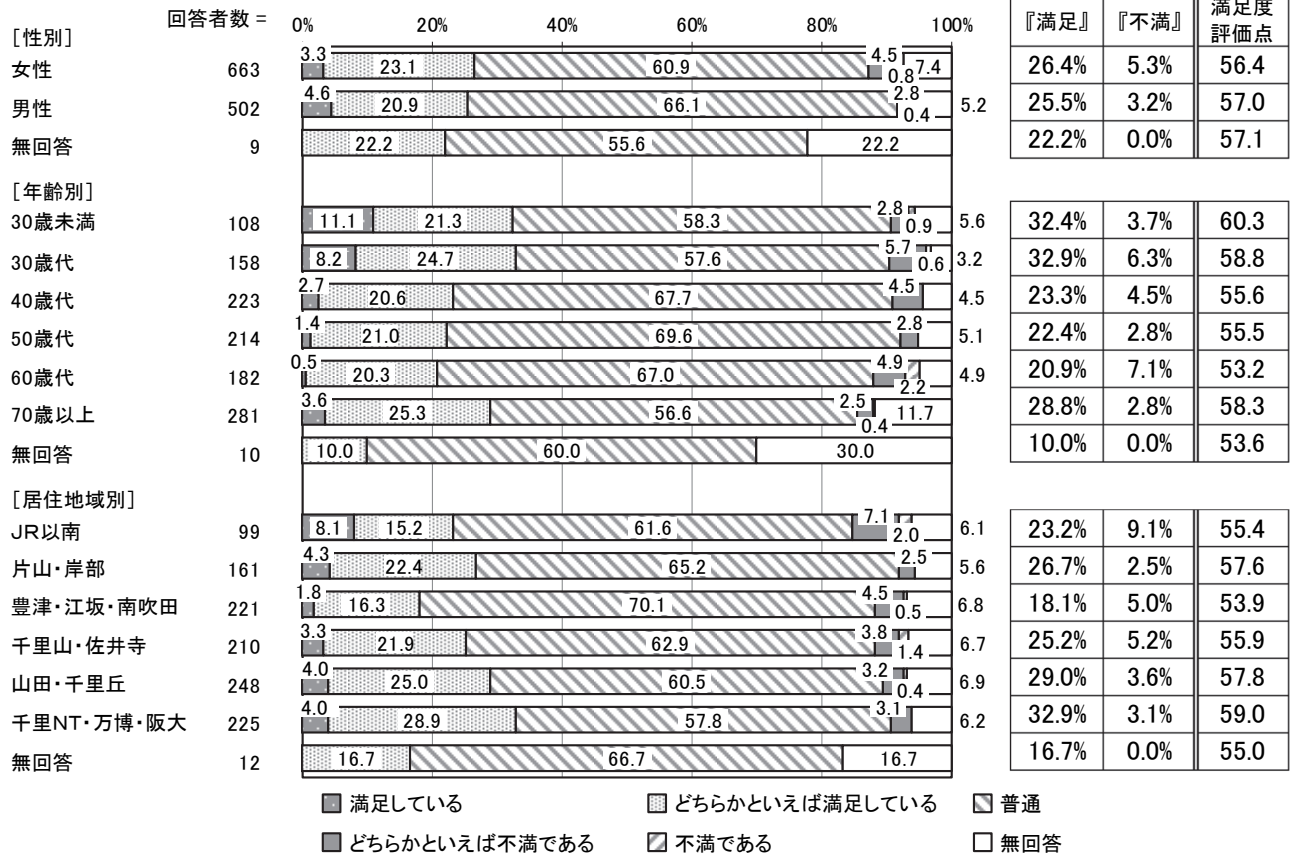 回答者数 = 0% 20% 40% 60% 80% 100% 『満足』 『不満』 満足度評価点
[性別]
女性 663 3.3 23.1 60.9 4.5 0.8 7.4 26.4% 5.3% 56.4
男性 502 4.6 20.9 66.1 2.8 0.4 5.2 25.5% 3.2% 57.0
無回答 9 22.2 55.6 22.2 22.2% 0.0% 57.1
[年齢別]
30歳未満 108 11.1 21.3 58.3 2.8 0.9 5.6 32.4% 3.7% 60.3
30歳代 158 8.2 24.7 57.6 5.7 0.6 3.2 32.9% 6.3% 58.8
40歳代 223 2.7 20.6 67.7 4.5 4.5 23.3% 4.5% 55.6
50歳代 214 1.4 21.0 69.6 2.8 5.1 22.4% 2.8% 55.5
60歳代 182 0.5 20.3 67.0 4.9 2.2 4.9 20.9% 7.1% 53.2
70歳以上 281 3.6 25.3 56.6 2.5 0.4 11.7 28.8% 2.8% 58.3
無回答 10 10.0 60.0 30.0 10.0% 0.0% 53.6
[居住地域別]
JR以南 99 8.1 15.2 61.6 7.1 2.0 6.1 23.2% 9.1% 55.4
片山・岸部 161 4.3 22.4 65.2 2.5 5.6 26.7% 2.5% 57.6
豊津・江坂・南吹田 221 1.8 16.3 70.1 4.5 0.5 6.8 18.1% 5.0% 53.9
千里山・佐井寺 210 3.3 21.9 62.9 3.8 1.4 6.7 25.2% 5.2% 55.9
山田・千里丘 248 4.0 25.0 60.5 3.2 0.4 6.9 29.0% 3.6% 57.8
千里NT・万博・阪大 225 4.0 28.9 57.8 3.1 6.2 32.9% 3.1% 59.0
無回答 12 16.7 66.7 16.7 16.7% 0.0% 55.0
満足している どちらかといえば満足している 普通
どちらかといえば不満である 不満である 無回答